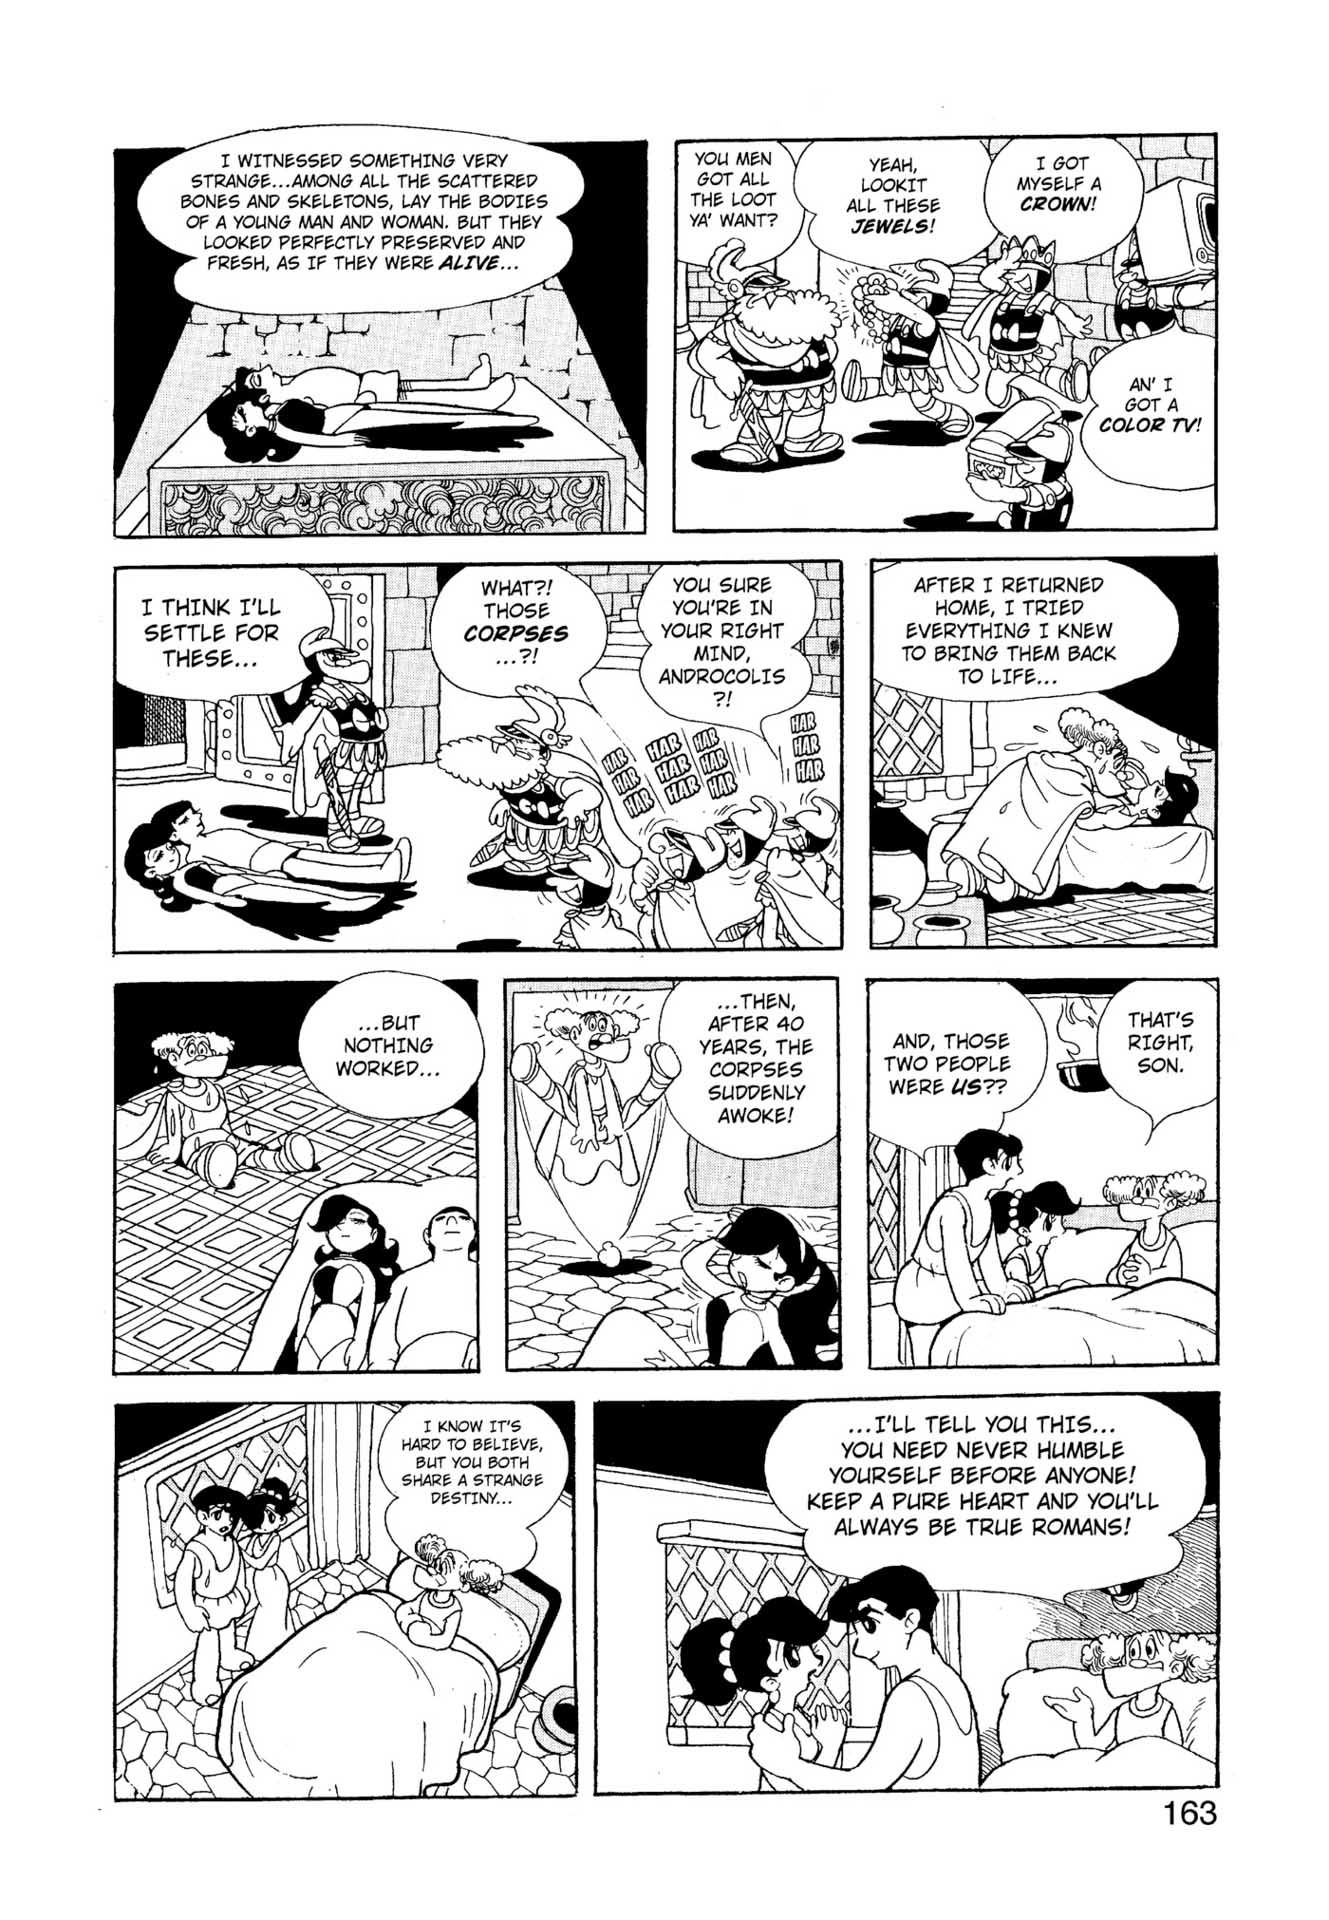 I WITNESSED SOMETHING VERY
STRANGE...AMONG ALL THE SCATTERED
BONES AND SKELETONS, LAY THE BODIES
OF A YOUNG MAN AND WOMAN. BUT THEY
LOOKED PERFECTLY PRESERVED AND
FRESH, AS IF THEY WERE ALIVE...
YOU MEN
GOT ALL
THE LOOT
YA' WANT?
YEAH,
LOOKIT
ALL THESE
JEWELS!
I GOT
MYSELF A
CROWN!
AN' I
GOT A
COLOR TV!
I THINK I'LL
SETTLE FOR
THESE...
WHAT?!
THOSE
CORPSES
...?!
YOU SURE
YOU'RE IN
YOUR RIGHT
MIND,
ANDROCOLIS
?!
HAR
HAR
HAR
HAR
HAR
HAR
HAR
HAR
HAR
HAR
HAR
HAR
AFTER I RETURNED
HOME, I TRIED
EVERYTHING I KNEW
TO BRING THEM BACK
TO LIFE...
...BUT
NOTHING
WORKED...
...THEN,
AFTER 40
YEARS, THE
CORPSES
SUDDENLY
AWOKE!
AND, THOSE
TWO PEOPLE
WERE US??
THAT'S
RIGHT,
SON.
I KNOW IT'S
HARD TO BELIEVE,
BUT YOU BOTH
SHARE A STRANGE
DESTINY...
...I'LL TELL YOU THIS...
YOU NEED NEVER HUMBLE
YOURSELF BEFORE ANYONE!
KEEP A PURE HEART AND YOU'LL
ALWAYS BE TRUE ROMANS!
163